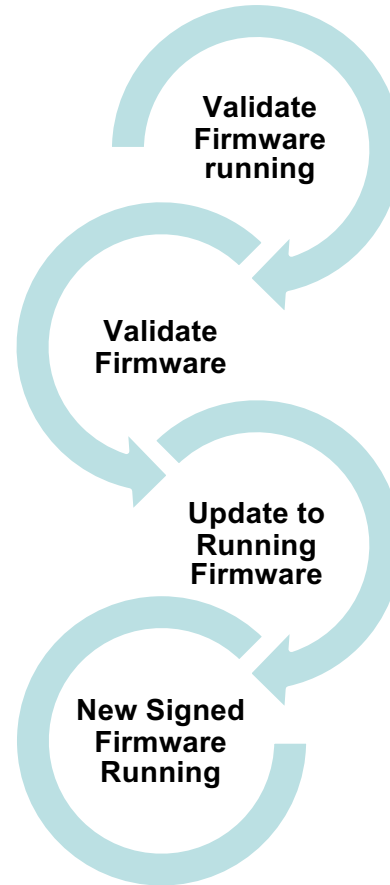 Validate
Firmware
running
Validate
Firmware
Update to
Running
Firmware
New Signed
Firmware
Running